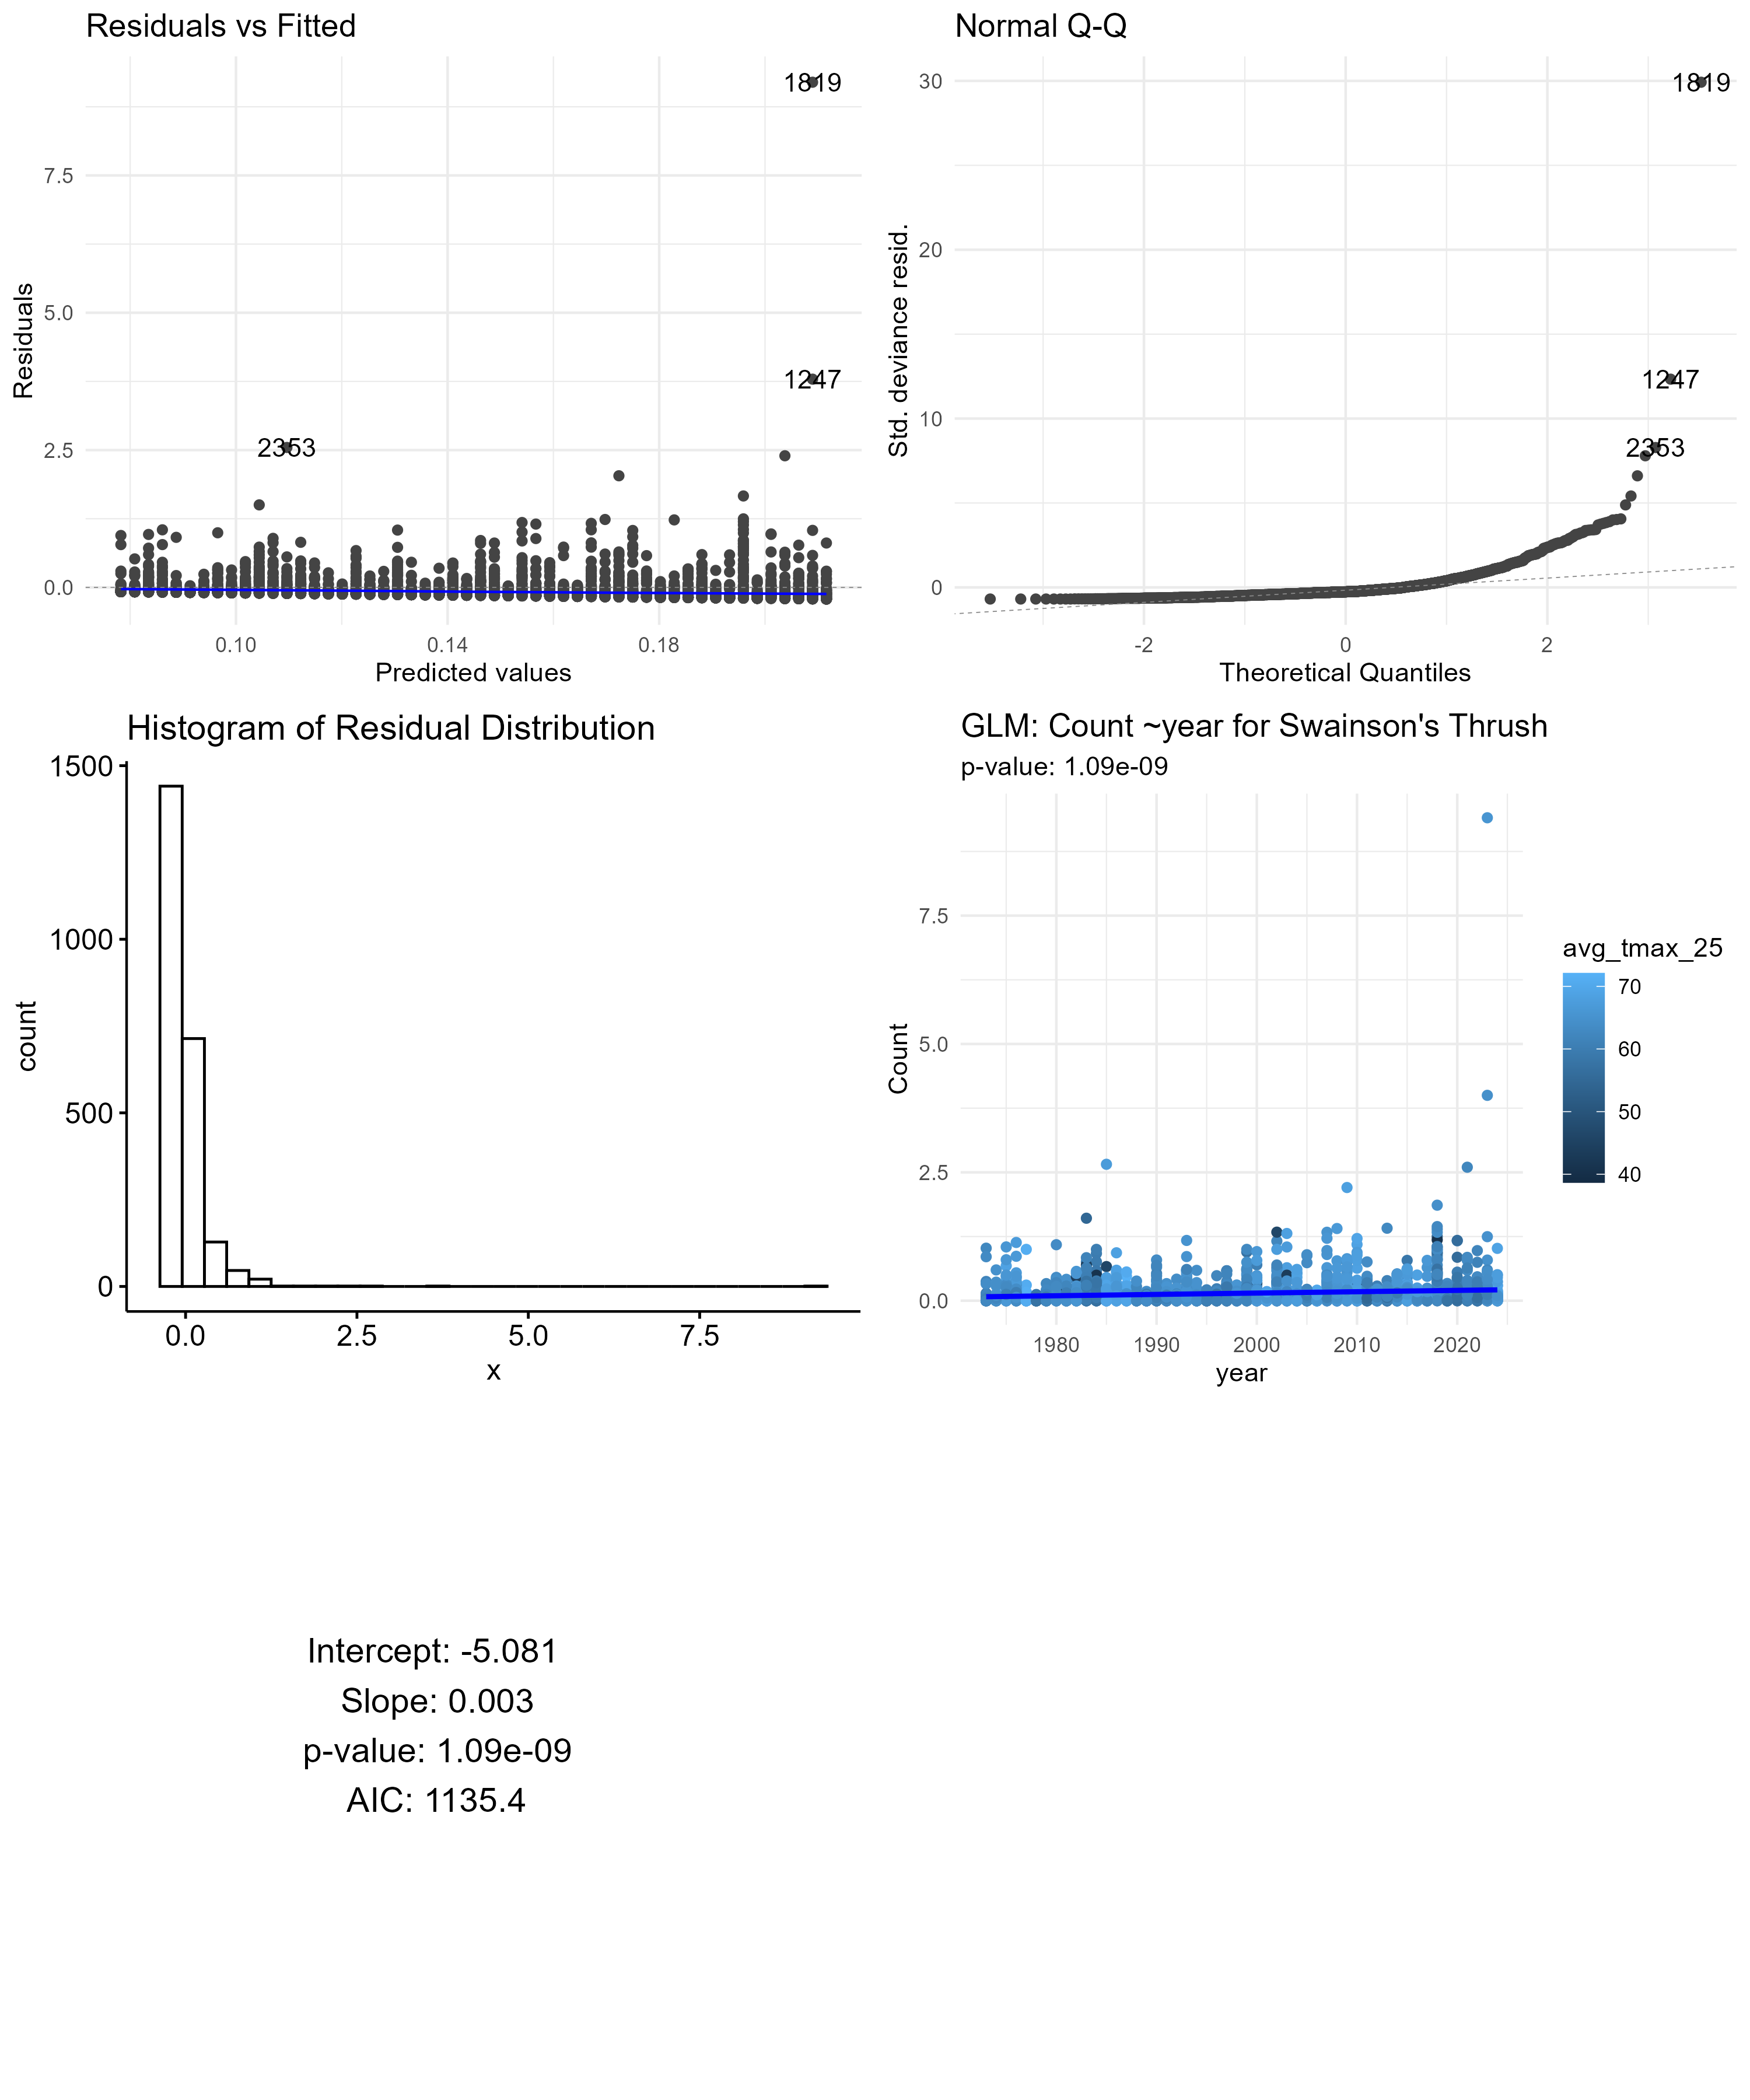 Residuals vs Fitted
1819
7.5
5.0
1247
2353
2.5
0.0
Residuals
0.10
0.14
0.18
Predicted values
Normal Q-Q
30
1819
20
1247
10
2353
0
Std. deviance resid.
-2
0
2
Theoretical Quantiles
Histogram of Residual Distribution
1500
1000
500
0
count
0.0
2.5
5.0
7.5
x
GLM: Count ~year for Swainson's Thrush
p-value: 1.09e-09
7.5
5.0
2.5
0.0
Count
1980
1990
2000
2010
2020
year
avg_tmax_25
70
60
50
40
Intercept: -5.081
Slope: 0.003
p-value: 1.09e-09
AIC: 1135.4